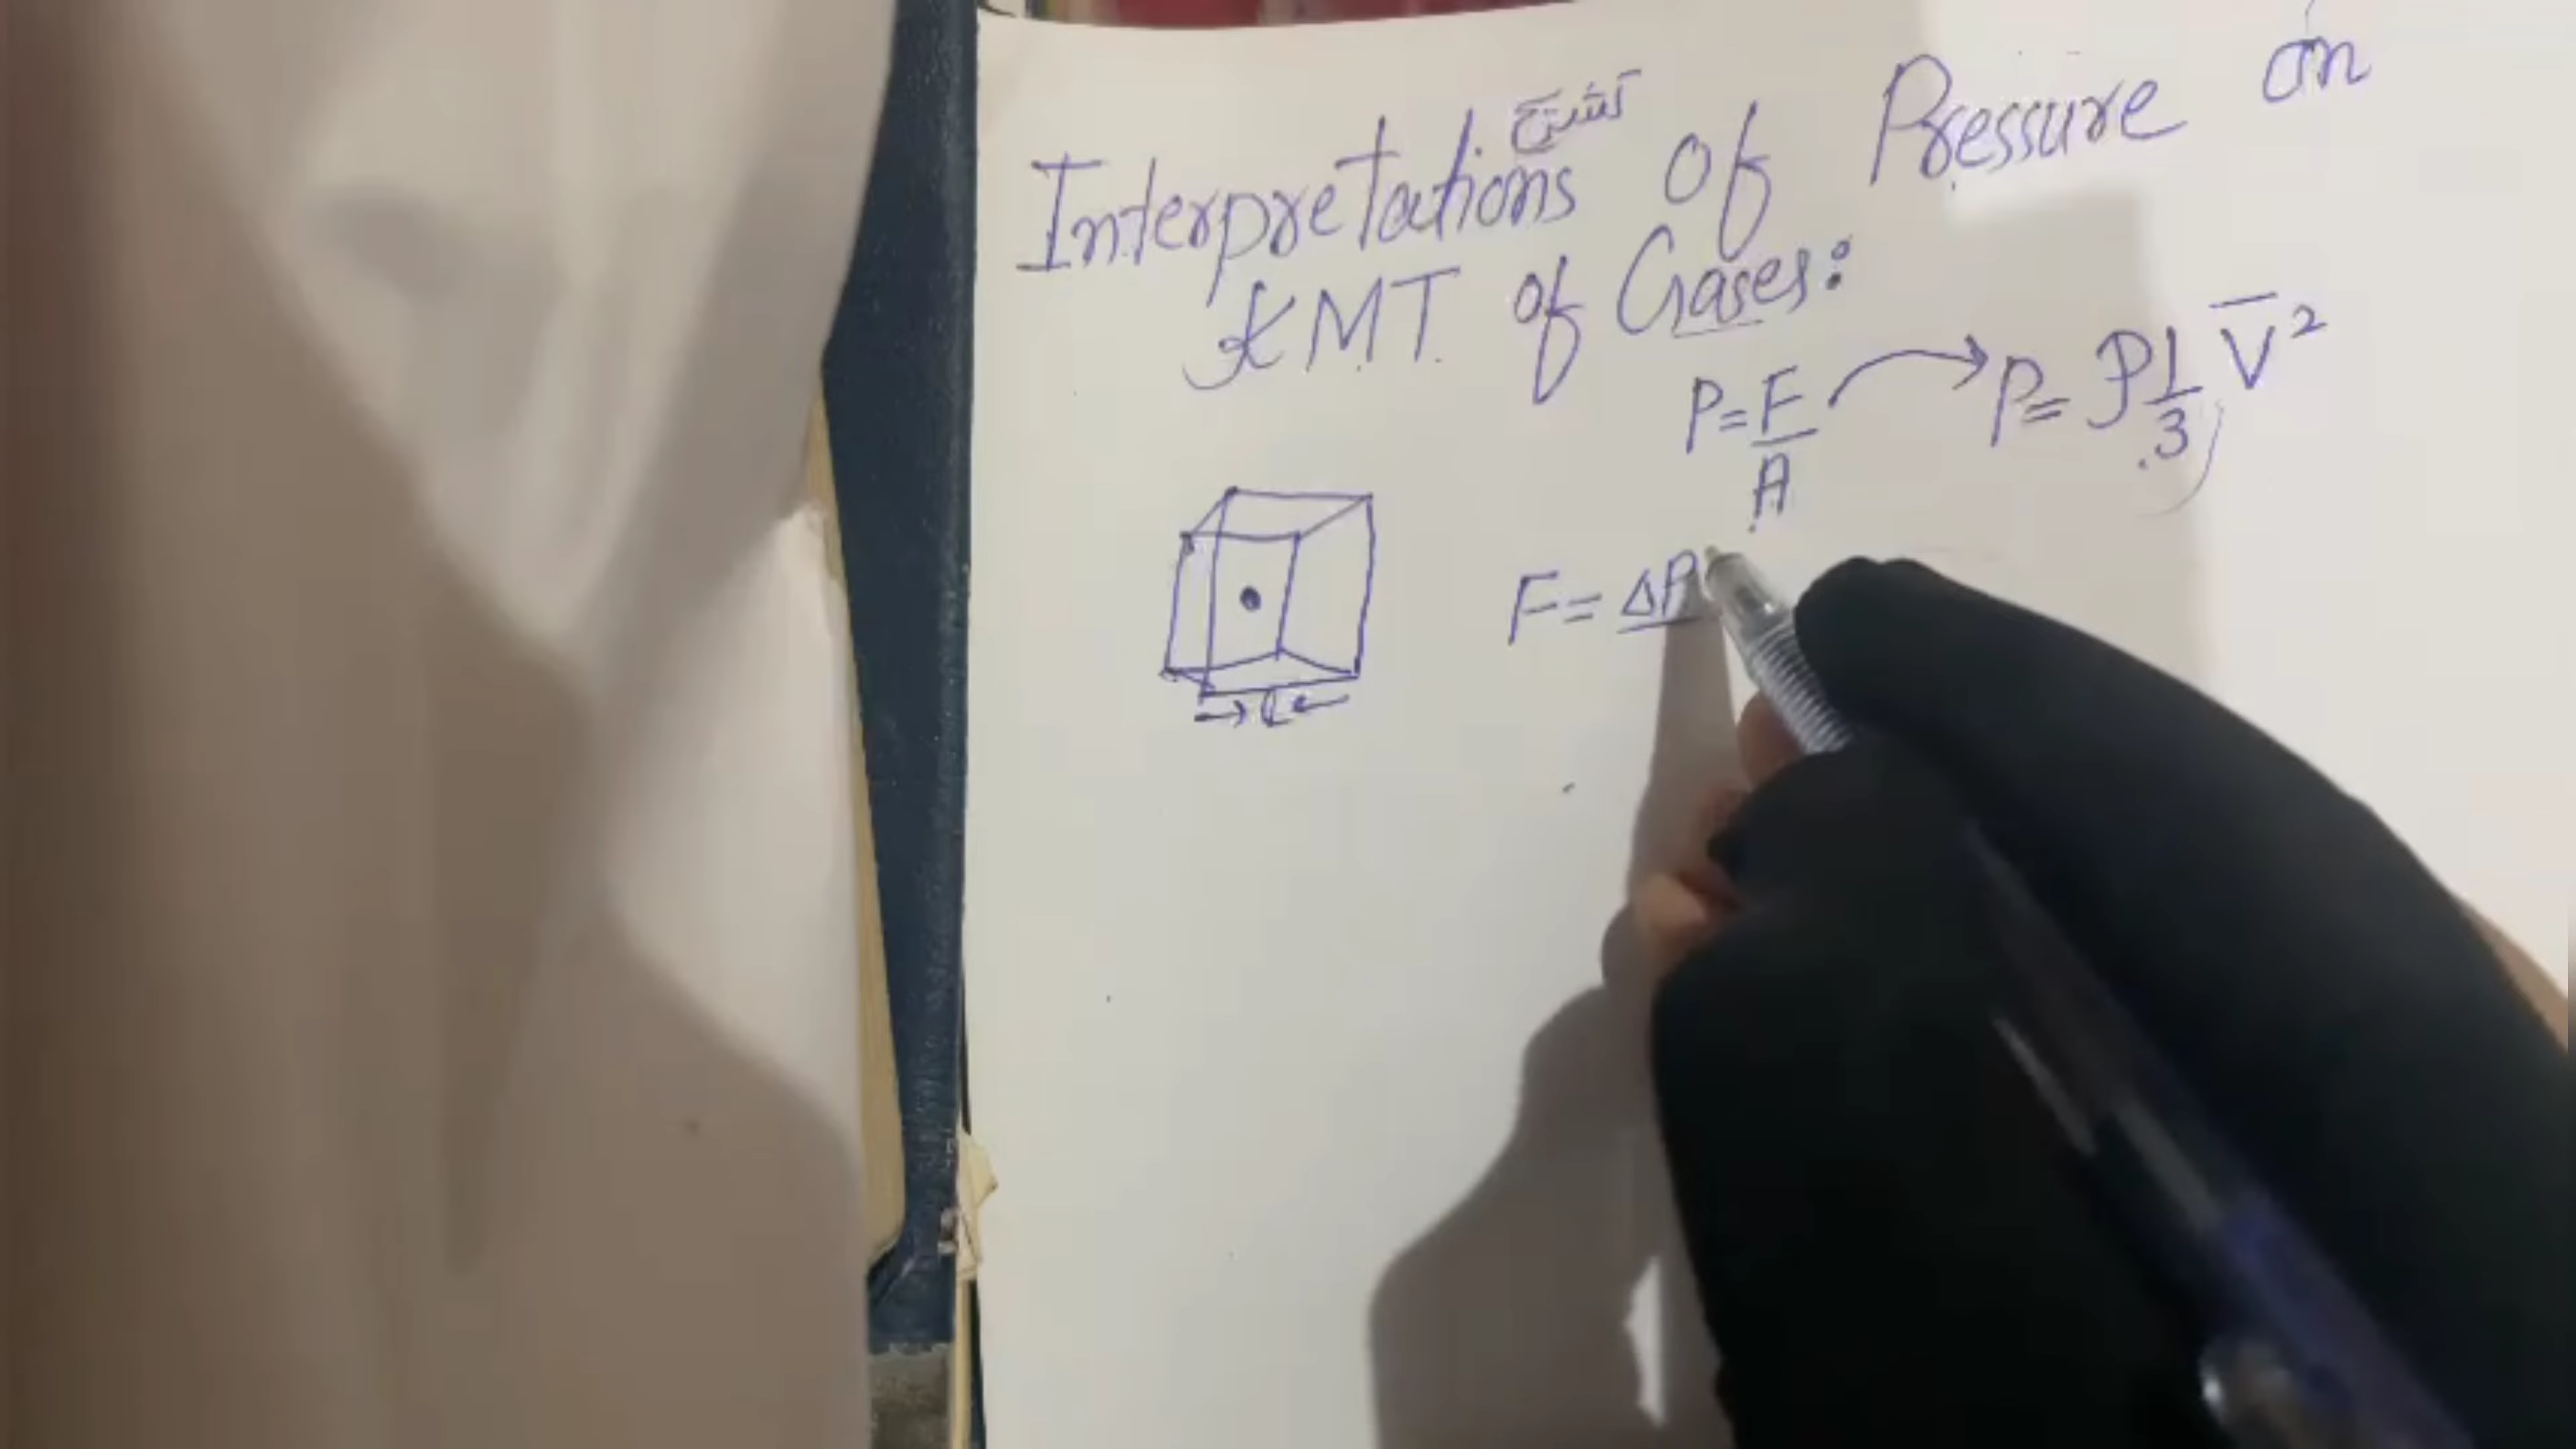 تشریح
Interpretations of Pressure on
KMT of Gases:
P = F/A → P = ρ 1/3 V̅²
F = ΔP
l